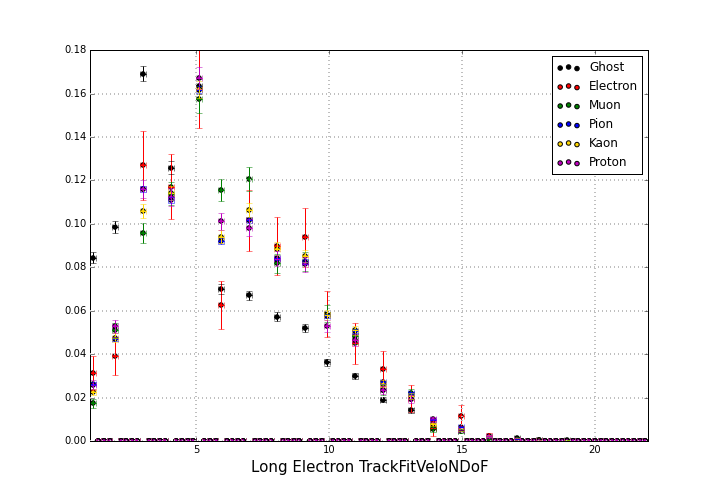 0.18
0.16
0.14
0.12
0.10
0.08
0.06
0.04
0.02
0.00
Ghost
Electron
Muon
Pion
Kaon
Proton
5
10
15
20
Long Electron TrackFitVeloNDoF